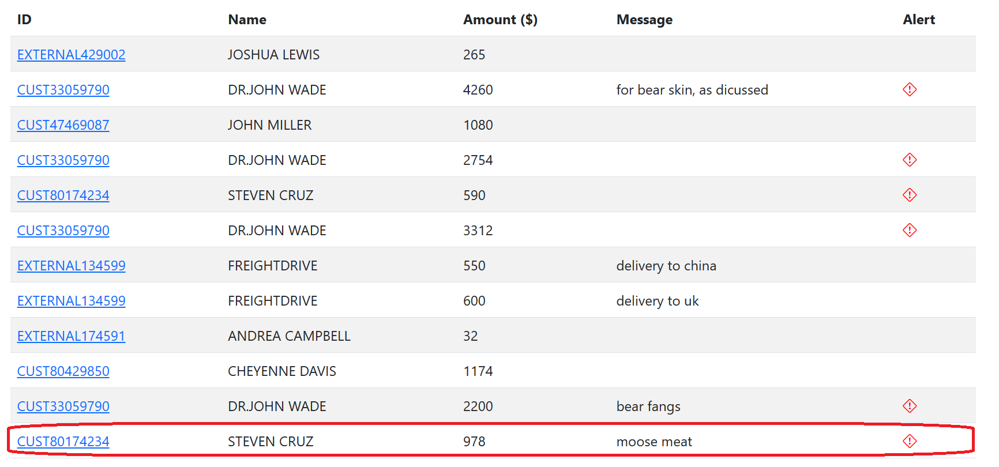 ID Name Amount ($) Message Alert
EXTERNAL429002 JOSHUA LEWIS 265
CUST33059790 DR.JOHN WADE 4260 for bear skin, as dicussed
CUST47469087 JOHN MILLER 1080
CUST33059790 DR.JOHN WADE 2754
CUST80174234 STEVEN CRUZ 590
CUST33059790 DR.JOHN WADE 3312
EXTERNAL134599 FREIGHTDRIVE 550 delivery to china
EXTERNAL134599 FREIGHTDRIVE 600 delivery to uk
EXTERNAL174591 ANDREA CAMPBELL 32
CUST80429850 CHEYENNE DAVIS 1174
CUST33059790 DR.JOHN WADE 2200 bear fangs
CUST80174234 STEVEN CRUZ 978 moose meat